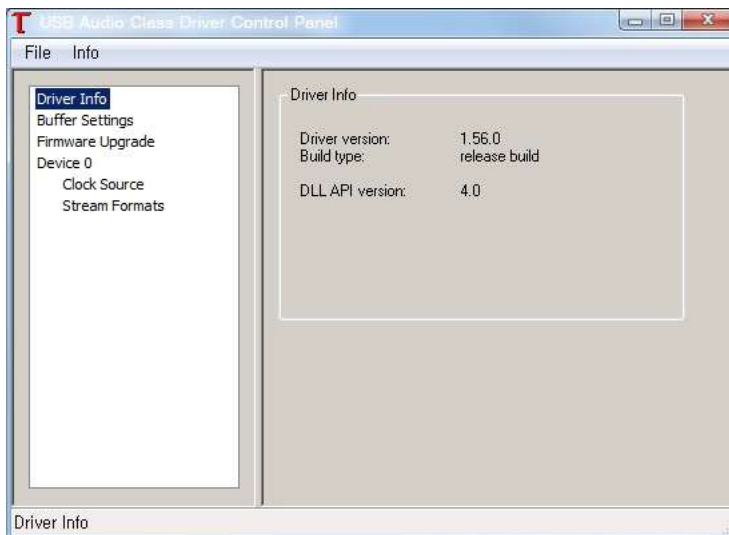 USB Audio Class Driver Control Panel
File Info
Driver Info
Buffer Settings
Firmware Upgrade
Device 0
Clock Source
Stream Formats
Driver Info
Driver version: 1.56.0
Build type: release build
DLL API version: 4.0
Driver Info